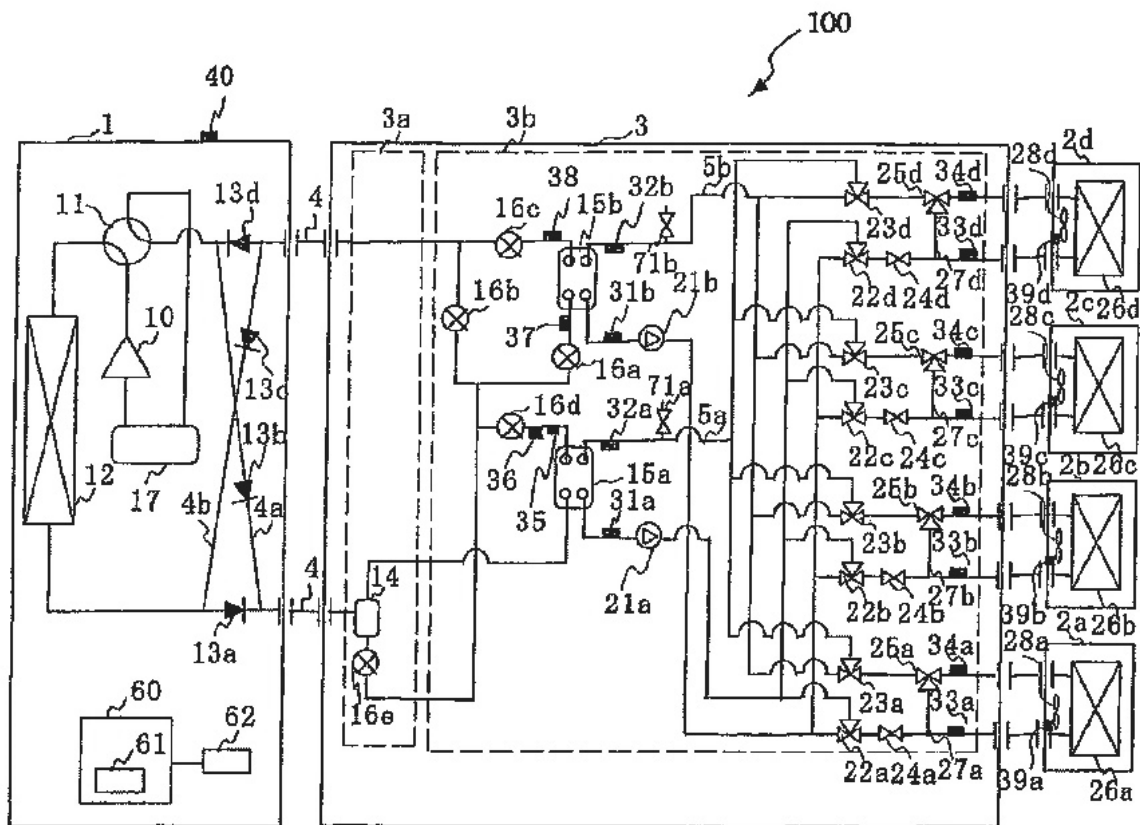 100
40
1
3a
3b
3
28d
2d
13d
11
4
38
15b
32b
5b
25d
34d
16c
71b
23d
33d
10
16b
31b
21b
22d
24d
27d
39d
26d
2c
28c
37
16a
25c
34c
13c
16d
32a
71a
5a
23c
33c
13b
12
17
36
35
15a
22c
24c
27c
39c
26c
2b
28b
4b
4a
31a
25b
34b
4
14
21a
23b
33b
22b
24b
27b
39b
26b
2a
28a
13a
25a
34a
60
62
16e
23a
33a
61
22a
24a
27a
39a
26a